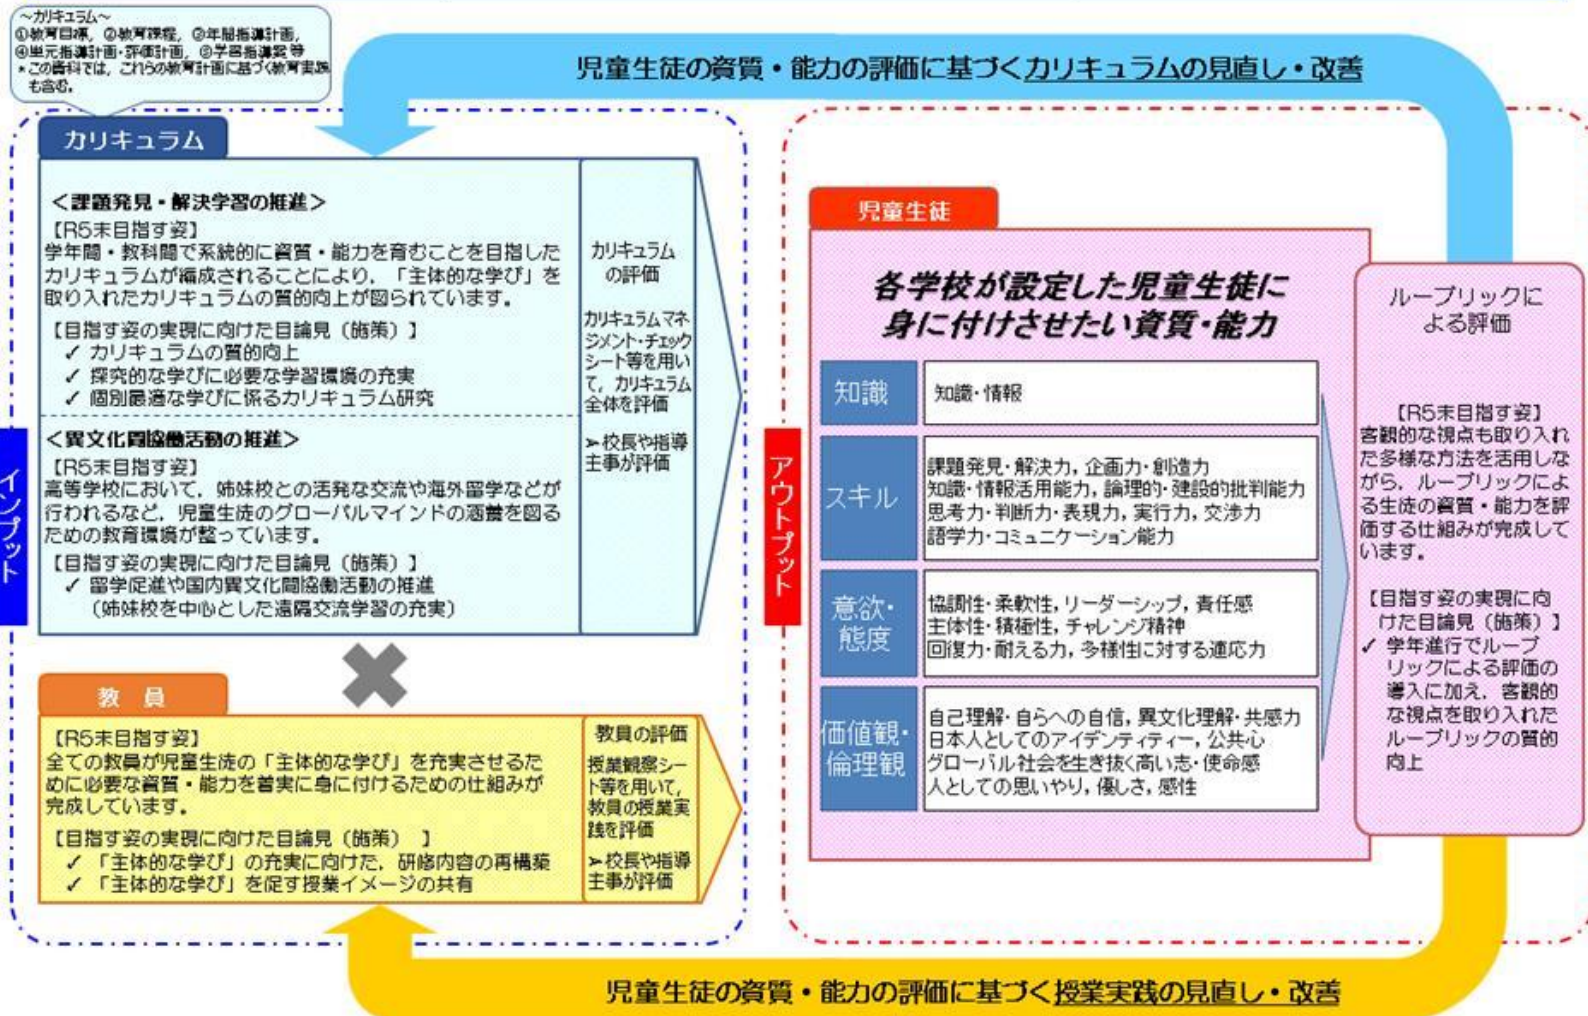 ~カリキュラム~
①教育目標，②教育課程，③年間指導計画，
④単元指導計画・評価計画，⑤学習指導案等
*この資料では，これらの教育計画に基づく教育実践
も含む。
児童生徒の資質・能力の評価に基づくカリキュラムの見直し・改善
インプット
カリキュラム
＜課題発見・解決学習の推進＞
【R5末目指す姿】
学年間・教科間で系統的に資質・能力を育むことを目指した
カリキュラムが編成されることにより，「主体的な学び」を
取り入れたカリキュラムの質的向上が図られています。
【目指す姿の実現に向けた目論見（施策）】
✓ カリキュラムの質的向上
✓ 探究的な学びに必要な学習環境の充実
✓ 個別最適な学びに係るカリキュラム研究
＜異文化間協働活動の推進＞
【R5末目指す姿】
高等学校において，姉妹校との活発な交流や海外留学などが
行われるなど，児童生徒のグローバルマインドの涵養を図る
ための教育環境が整っています。
【目指す姿の実現に向けた目論見（施策）】
✓ 留学促進や国内異文化間協働活動の推進
（姉妹校を中心とした遠隔交流学習の充実）
カリキュラム
の評価
カリキュラムマネ
ジメント・チェック
シート等を用い
て，カリキュラム
全体を評価
➢校長や指導
主事が評価
教 員
【R5末目指す姿】
全ての教員が児童生徒の「主体的な学び」を充実させるた
めに必要な資質・能力を着実に身に付けるための仕組みが
完成しています。
【目指す姿の実現に向けた目論見（施策） 】
✓ 「主体的な学び」の充実に向けた，研修内容の再構築
✓ 「主体的な学び」を促す授業イメージの共有
教員の評価
授業観察シー
ト等を用いて，
教員の授業実
践を評価
➢校長や指導
主事が評価
アウトプット
児童生徒
各学校が設定した児童生徒に
身に付けさせたい資質・能力
知識
知識・情報
スキル
課題発見・解決力，企画力・創造力
知識・情報活用能力，論理的・建設的批判能力
思考力・判断力・表現力，実行力，交渉力
語学力・コミュニケーション能力
意欲・
態度
協調性・柔軟性，リーダーシップ，責任感
主体性・積極性，チャレンジ精神
回復力・耐える力，多様性に対する適応力
価値観・
倫理観
自己理解・自らへの自信，異文化理解・共感力
日本人としてのアイデンティティー，公共心
グローバル社会を生き抜く高い志・使命感
人としての思いやり，優しさ，感性
ルーブリックに
よる評価
【R5末目指す姿】
客観的な視点も取り入れ
た多様な方法を活用しな
がら，ルーブリックによ
る生徒の資質・能力を評
価する仕組みが完成して
います。
【目指す姿の実現に向
けた目論見（施策）】
✓ 学年進行でルーブ
リックによる評価の
導入に加え，客観的
な視点を取り入れた
ルーブリックの質的
向上
児童生徒の資質・能力の評価に基づく授業実践の見直し・改善